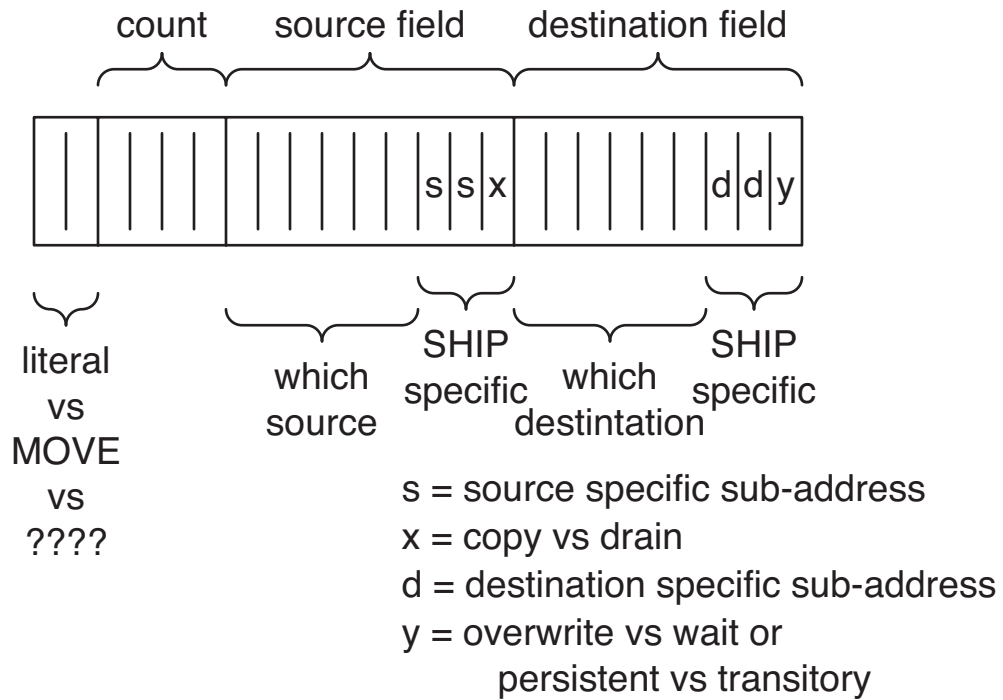 count source field destination field
s s x d d y
literal
vs
MOVE
vs
????
which
source
SHIP
specific
which
destintation
SHIP
specific
s = source specific sub-address
x = copy vs drain
d = destination specific sub-address
y = overwrite vs wait or
persistent vs transitory